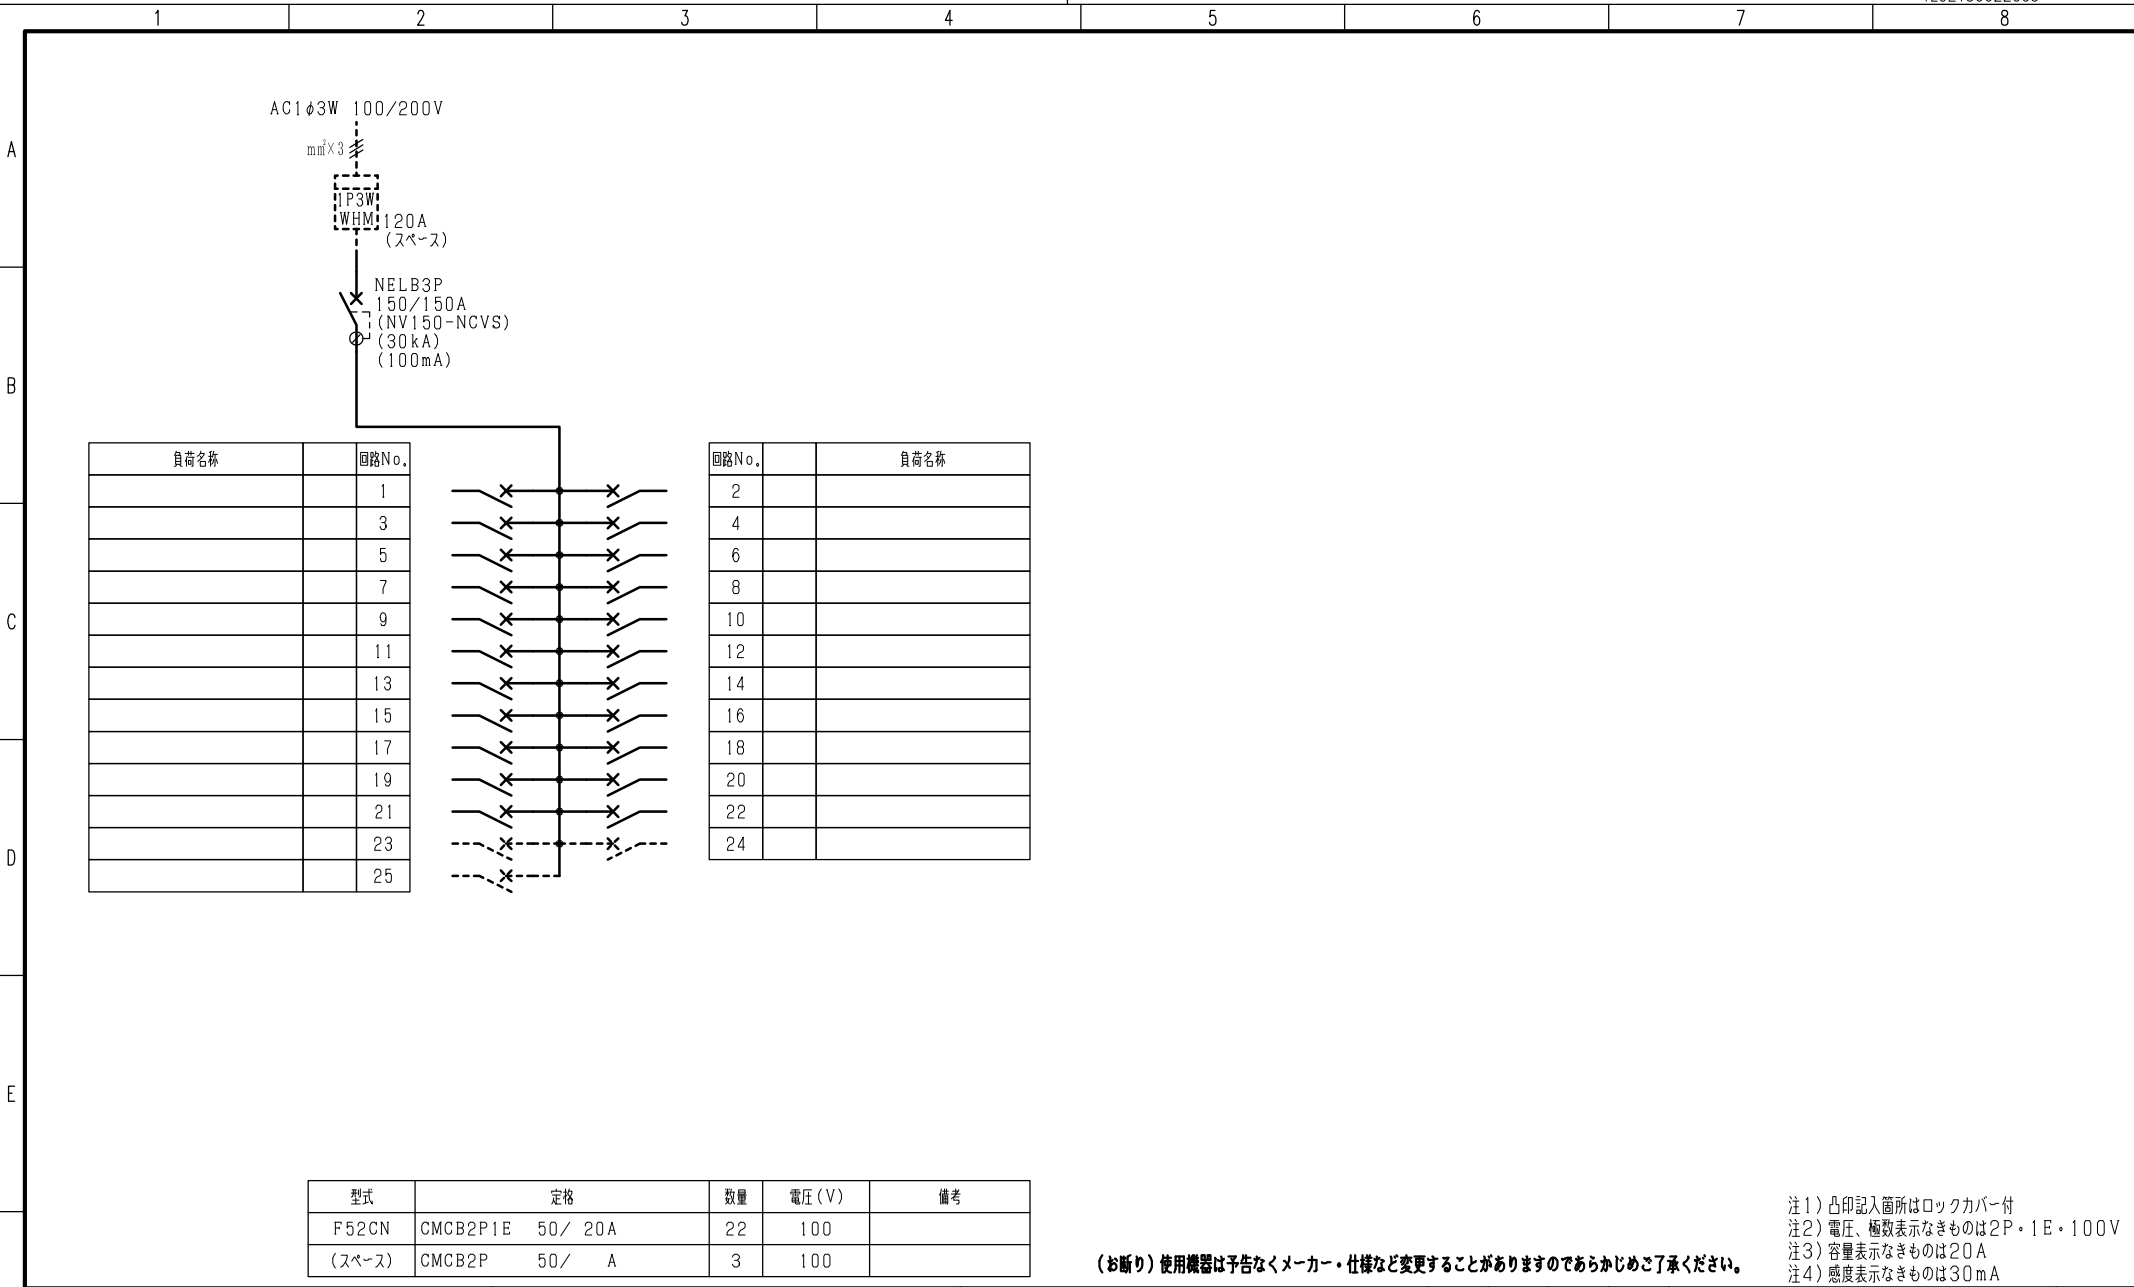 1 2 3 4 5 6 7 8
A
B
C
D
E
AC1φ3W 100/200V
mm²×3
1P3W
WHM
120A
(スペース)
NELB3P
150/150A
(NV150-NCVS)
(30kA)
(100mA)
負荷名称 回路No.
1
3
5
7
9
11
13
15
17
19
21
23
25
回路No. 負荷名称
2
4
6
8
10
12
14
16
18
20
22
24
型式 定格 数量 電圧(V) 備考
F52CN CMCB2P1E 50/ 20A 22 100
(スペース) CMCB2P 50/ A 3 100
(お断り)使用機器は予告なくメーカー・仕様など変更することがありますのであらかじめご了承ください。
注1)凸印記入箇所はロックカバー付
注2)電圧、極数表示なきものは2P・1E・100V
注3)容量表示なきものは20A
注4)感度表示なきものは30mA